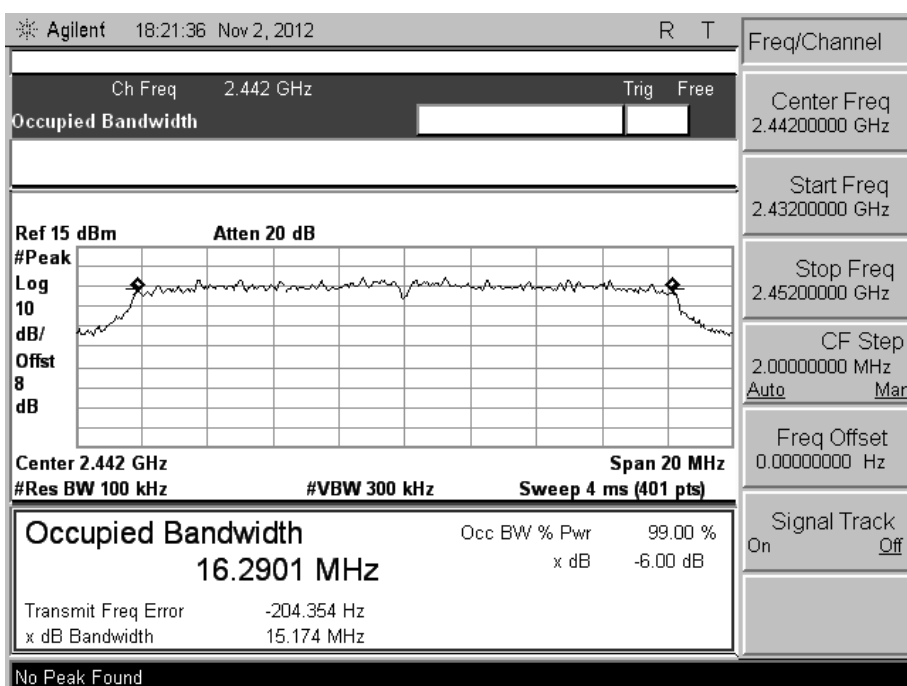 Agilent 18:21:36 Nov 2, 2012 R T
Freq/Channel
Ch Freq 2.442 GHz Trig Free
Occupied Bandwidth
Center Freq
2.44200000 GHz
Start Freq
2.43200000 GHz
Stop Freq
2.45200000 GHz
CF Step
2.00000000 MHz
Auto Man
Freq Offset
0.00000000 Hz
Signal Track
On Off
Ref 15 dBm Atten 20 dB
#Peak
Log
10
dB/
Offst
8
dB
Center 2.442 GHz Span 20 MHz
#Res BW 100 kHz #VBW 300 kHz Sweep 4 ms (401 pts)
Occupied Bandwidth
16.2901 MHz
Occ BW % Pwr 99.00 %
x dB -6.00 dB
Transmit Freq Error -204.354 Hz
x dB Bandwidth 15.174 MHz
No Peak Found